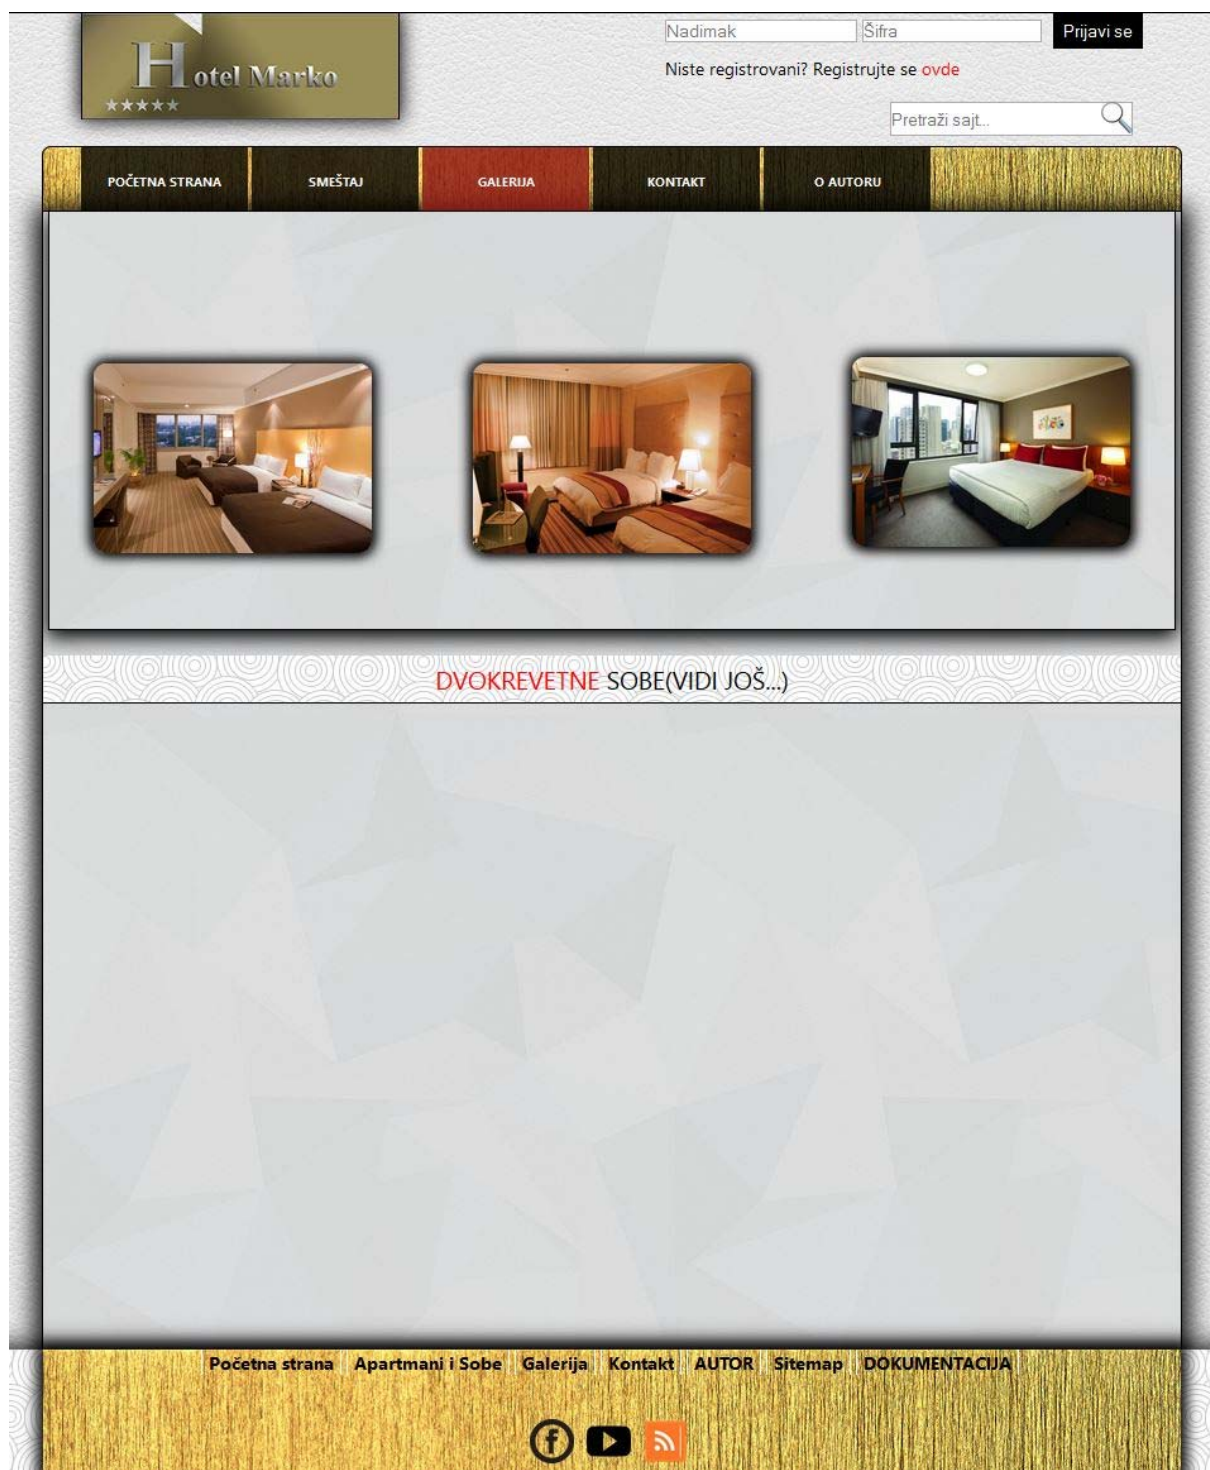 Hotel Marko
Nadimak Šifra Prijavi se
Niste registrovani? Registrujte se ovde
Pretraži sajt...
POČETNA STRANA SMEŠTAJ GALERIJA KONTAKT O AUTORU
DVOKREVETNE SOBE(VIDI JOŠ...)
Početna strana Apartmani i Sobe Galerija Kontakt AUTOR Sitemap DOKUMENTACIJA